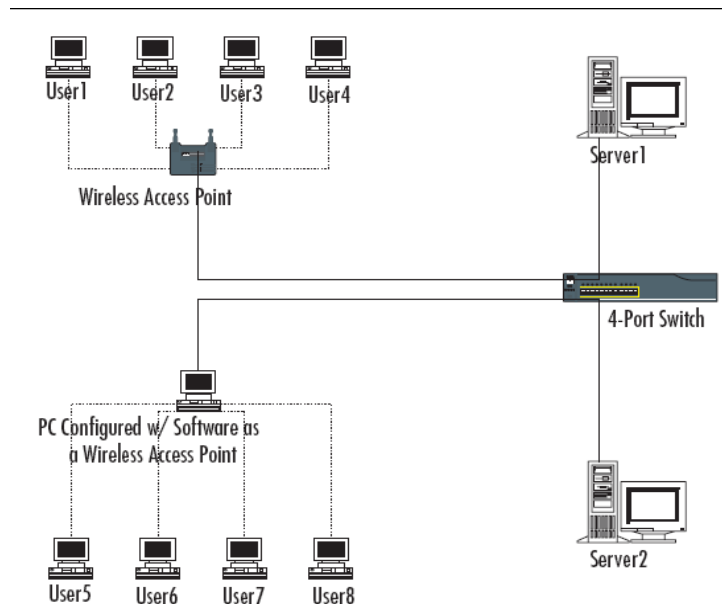 User1 User2 User3 User4
Server1
Wireless Access Point
4-Port Switch
PC Configured w/ Software as
a Wireless Access Point
Server2
User5 User6 User7 User8